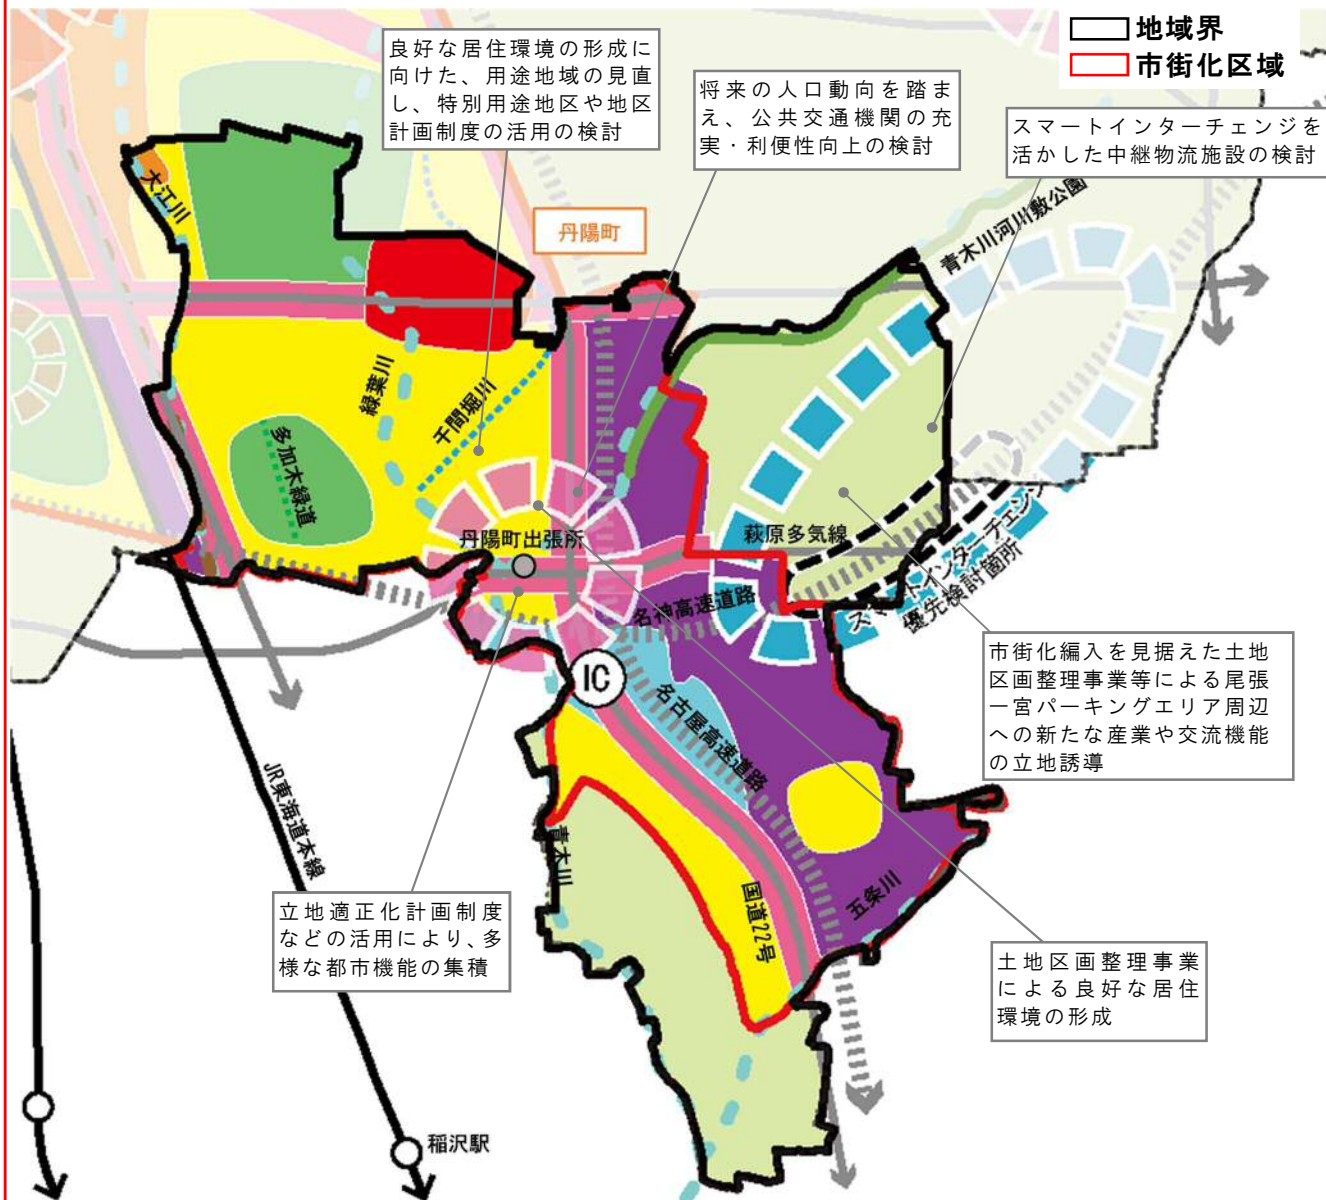 地域界
市街化区域
良好な居住環境の形成に
向けた、用途地域の見直
し、特別用途地区や地区
計画制度の活用の検討
将来の人口動向を踏ま
え、公共交通機関の充
実・利便性向上の検討
スマートインターチェンジを
活かした中継物流施設の検討
大江川
丹陽町
青木川河川敷公園
緑葉川
千間堀川
多加木緑道
丹陽町出張所
萩原多気線
名神高速道路
スマートインターチェンジ
優先検討箇所
IC
名古屋高速道路
市街化編入を見据えた土地
区画整理事業等による尾張
一宮パーキングエリア周辺
への新たな産業や交流機能
の立地誘導
JR東海道本線
青木川
国道22号
五条川
立地適正化計画制度
などの活用により、多
様な都市機能の集積
土地区画整理事業
による良好な居住
環境の形成
稲沢駅